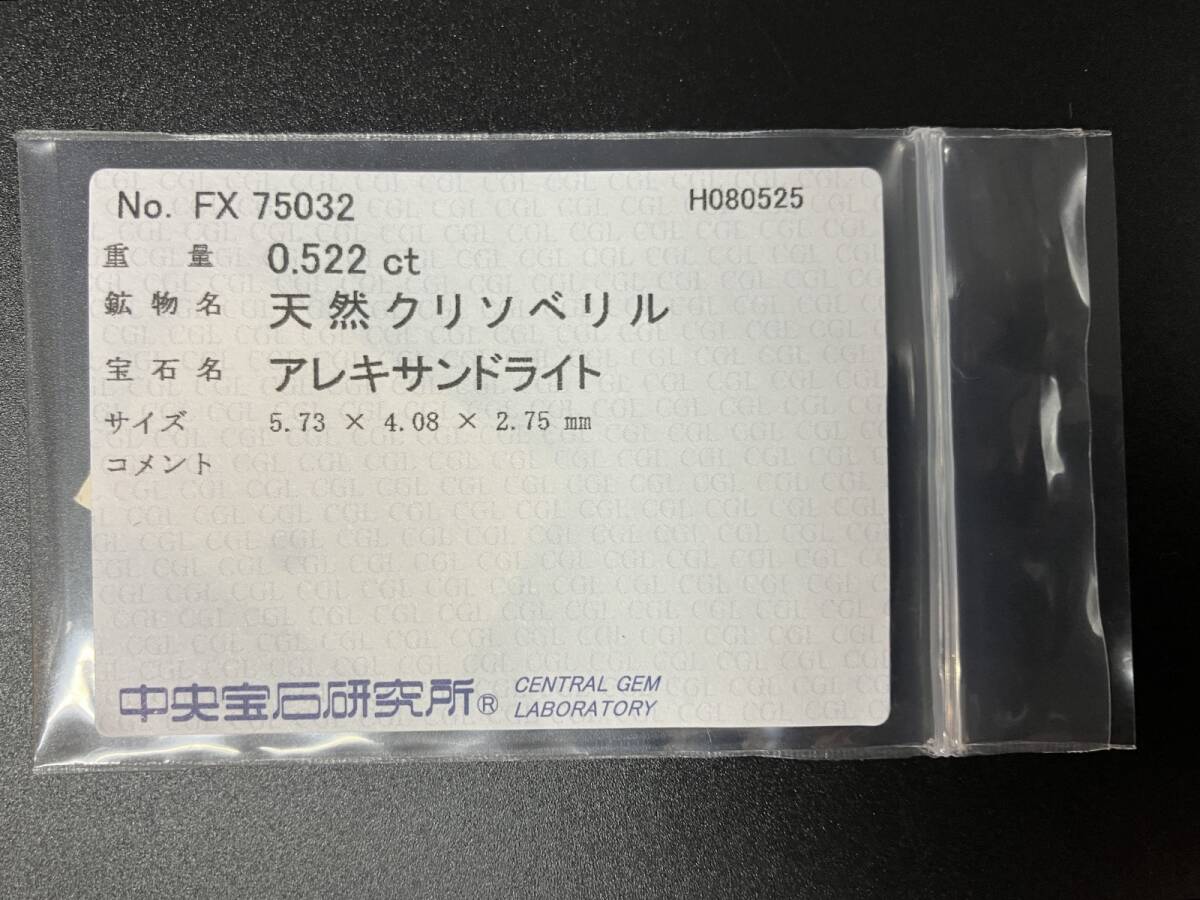 No. FX 75032 H080525
重量 0.522 ct
鉱物名 天然クリソベリル
宝石名 アレキサンドライト
サイズ 5.73 × 4.08 × 2.75 mm
コメント
中央宝石研究所® CENTRAL GEM
LABORATORY